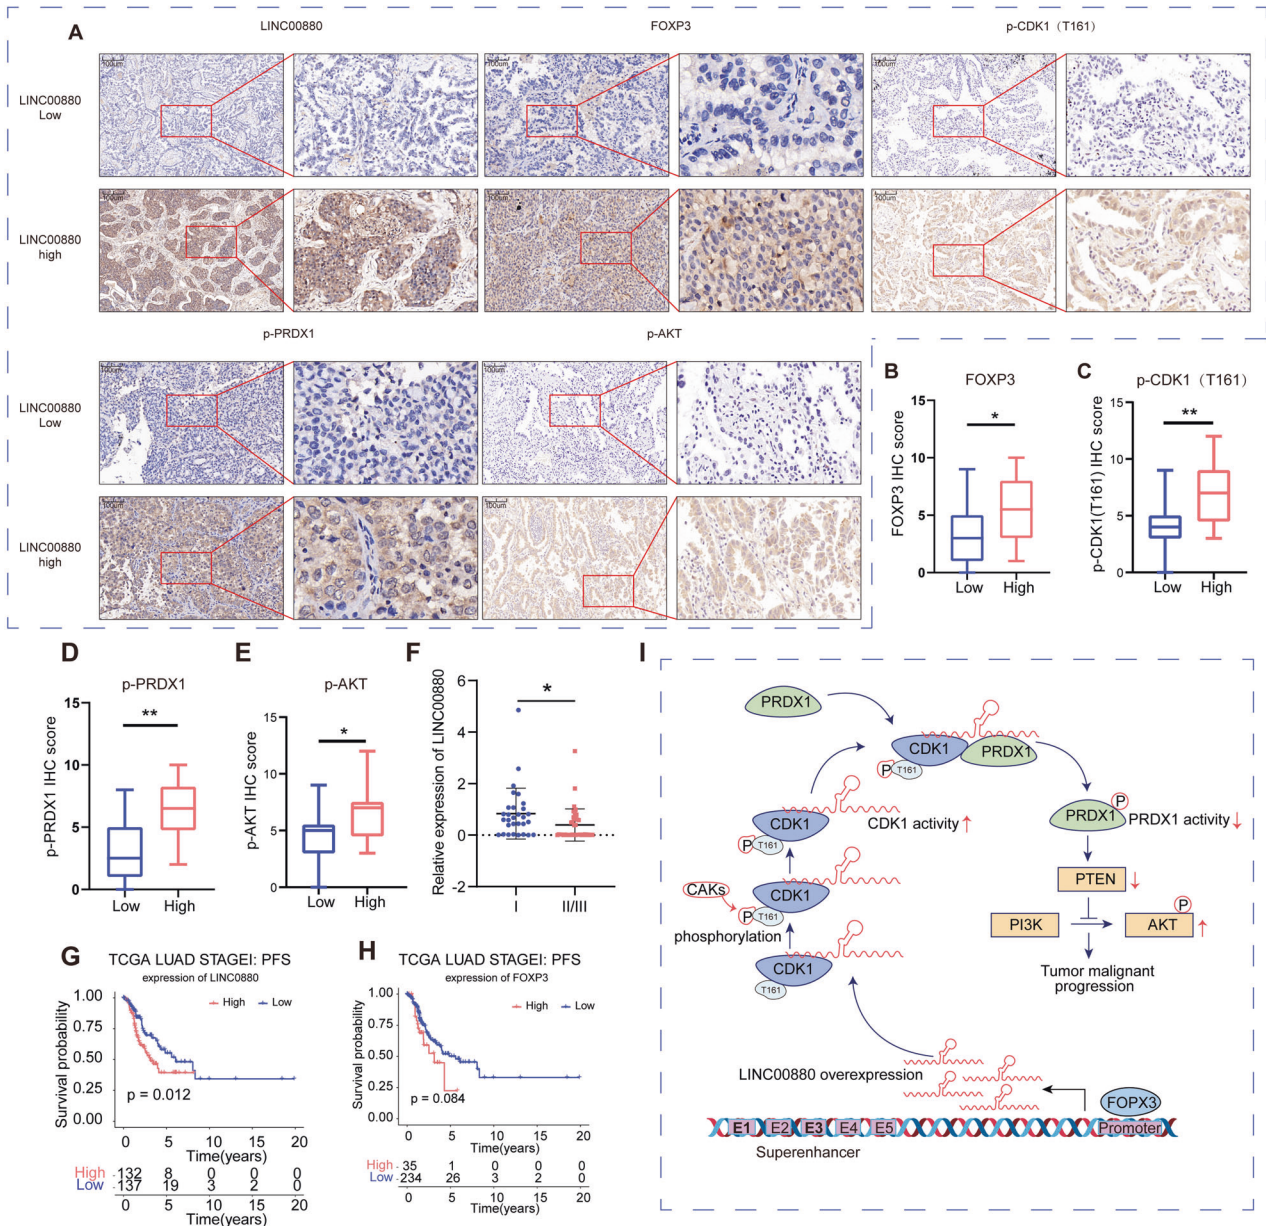 A
LINC00880
FOXP3
p-CDK1（T161）
LINC00880
Low
100um
100um
100um
LINC00880
high
100um
100um
100um
p-PRDX1
p-AKT
LINC00880
Low
100um
100um
LINC00880
high
100um
100um
B
FOXP3
FOXP3 IHC score
15
10
5
0
*
Low
High
C
p-CDK1（T161）
p-CDK1(T161) IHC score
15
10
5
0
**
Low
High
D
p-PRDX1
p-PRDX1 IHC score
15
10
5
0
**
Low
High
E
p-AKT
p-AKT IHC score
15
10
5
0
*
Low
High
F
Relative expression of LINC00880
6
4
2
0
-2
*
I
II/III
G
TCGA LUAD STAGEI: PFS
expression of LINC0880
High
Low
Survival probability
1.00
0.75
0.50
0.25
0.00
p = 0.012
0 5 10 15 20
Time(years)
High 132 8 0 0 0
Low 137 19 3 2 0
0 5 10 15 20
Time(years)
H
TCGA LUAD STAGEI: PFS
expression of FOXP3
High
Low
Survival probability
1.00
0.75
0.50
0.25
0.00
p = 0.084
0 5 10 15 20
Time(years)
High 35 1 0 0 0
Low 234 26 3 2 0
0 5 10 15 20
Time(years)
I
PRDX1
CDK1
PRDX1
P
T161
CDK1
P
T161
CDK1 activity ↑
PRDX1
P
PRDX1 activity ↓
CAKs
CDK1
P
T161
phosphorylation
PTEN ↓
PI3K
AKT
P
↑
CDK1
T161
Tumor malignant
progression
LINC00880 overexpression
FOPX3
E1 E2 E3 E4 E5
Promoter
Superenhancer